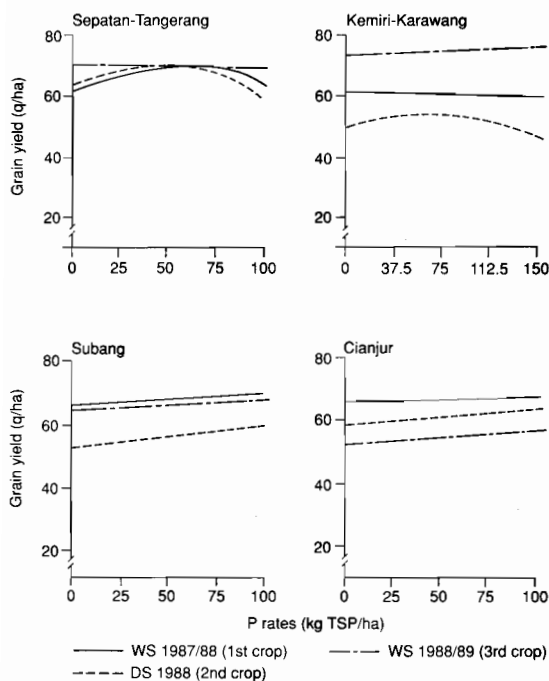 Sepatan-Tangerang
Kemiri-Karawang
Grain yield (q/ha)
80
60
40
20
0 25 50 75 100
80
60
40
20
0 37.5 75 112.5 150
Subang
Cianjur
Grain yield (q/ha)
80
60
40
20
0 25 50 75 100
80
60
40
20
0 25 50 75 100
P rates (kg TSP/ha)
WS 1987/88 (1st crop)
WS 1988/89 (3rd crop)
DS 1988 (2nd crop)